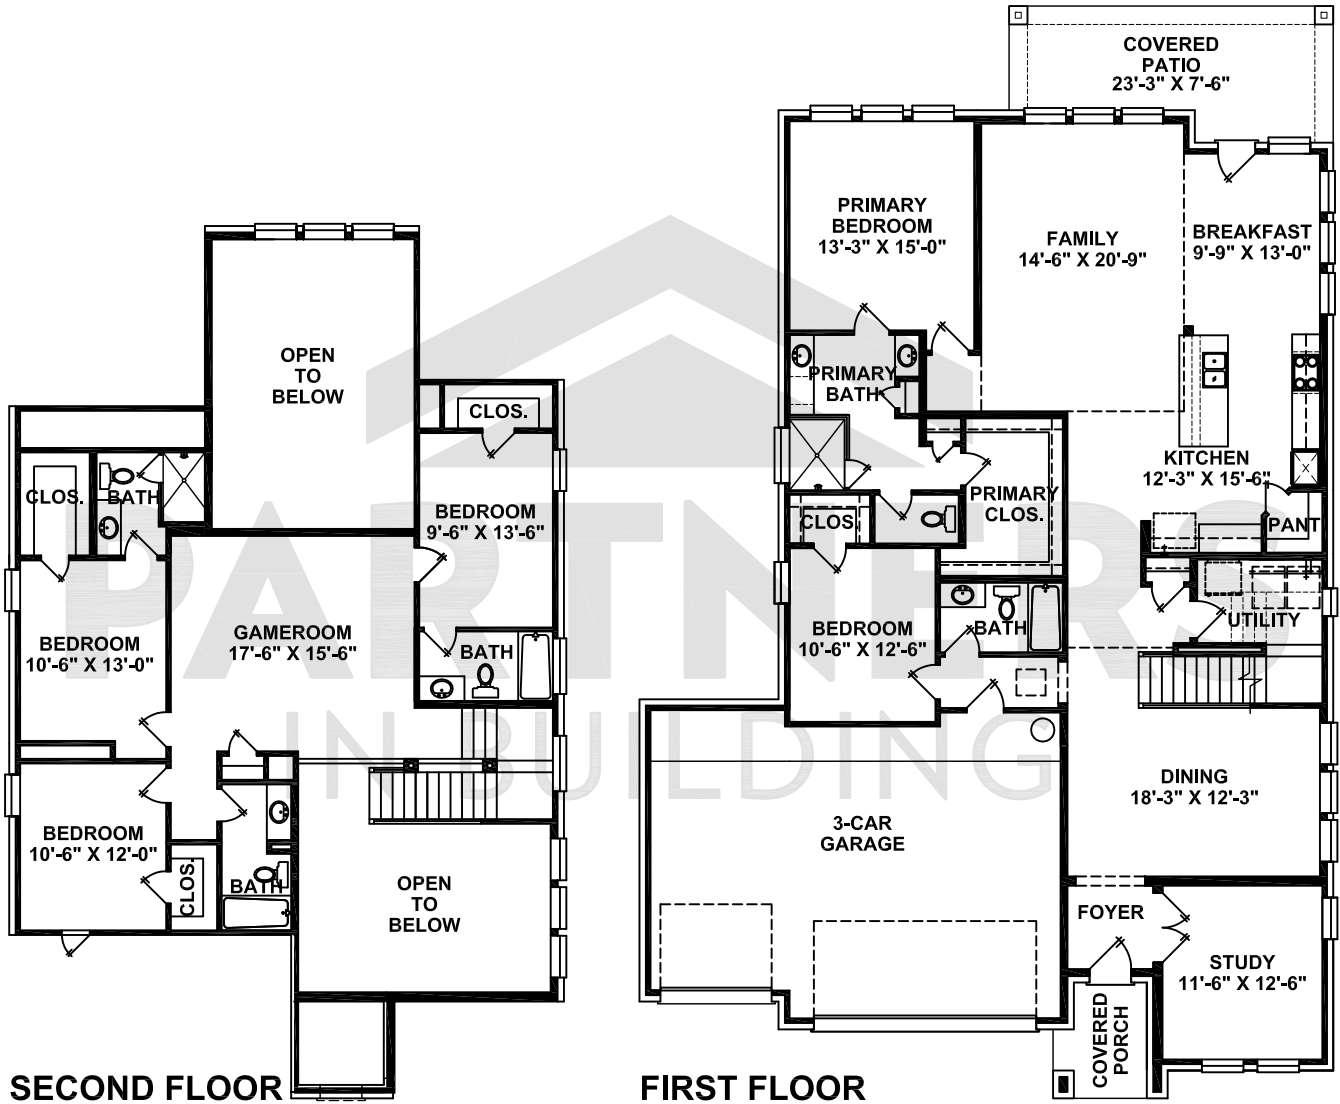 COVERED
PATIO
23'-3" X 7'-6"
PRIMARY
BEDROOM
13'-3" X 15'-0"
FAMILY
14'-6" X 20'-9"
BREAKFAST
9'-9" X 13'-0"
PRIMARY
BATH
KITCHEN
12'-3" X 15'-6"
PRIMARY
CLOS.
CLOS.
PANT
BEDROOM
10'-6" X 12'-6"
BATH
UTILITY
DINING
18'-3" X 12'-3"
3-CAR
GARAGE
FOYER
STUDY
11'-6" X 12'-6"
COVERED
PORCH
FIRST FLOOR
OPEN
TO
BELOW
CLOS.
CLOS.
BATH
BEDROOM
9'-6" X 13'-6"
BEDROOM
10'-6" X 13'-0"
GAMEROOM
17'-6" X 15'-6"
BATH
BEDROOM
10'-6" X 12'-0"
CLOS.
BATH
OPEN
TO
BELOW
SECOND FLOOR
PARTNERS
IN BUILDING